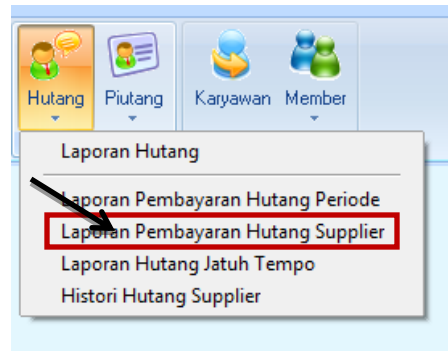 Hutang Piutang Karyawan Member
Laporan Hutang
Laporan Pembayaran Hutang Periode
Laporan Pembayaran Hutang Supplier
Laporan Hutang Jatuh Tempo
Histori Hutang Supplier